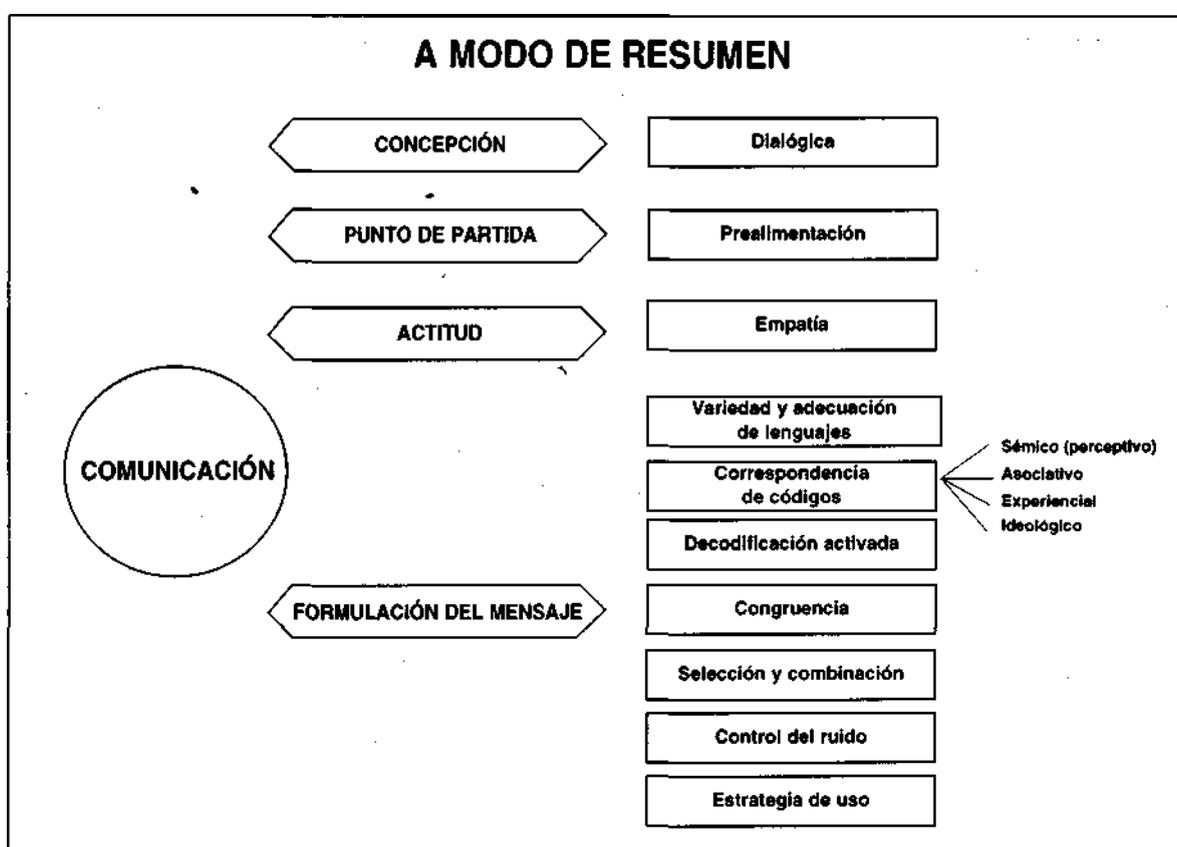 A MODO DE RESUMEN
CONCEPCIÓN
Dialógica
PUNTO DE PARTIDA
Prealimentación
ACTITUD
Empatía
COMUNICACIÓN
FORMULACIÓN DEL MENSAJE
Variedad y adecuación
de lenguajes
Correspondencia
de códigos
Sémico (perceptivo)
Asociativo
Experiencial
Ideológico
Decodificación activada
Congruencia
Selección y combinación
Control del ruido
Estrategia de uso